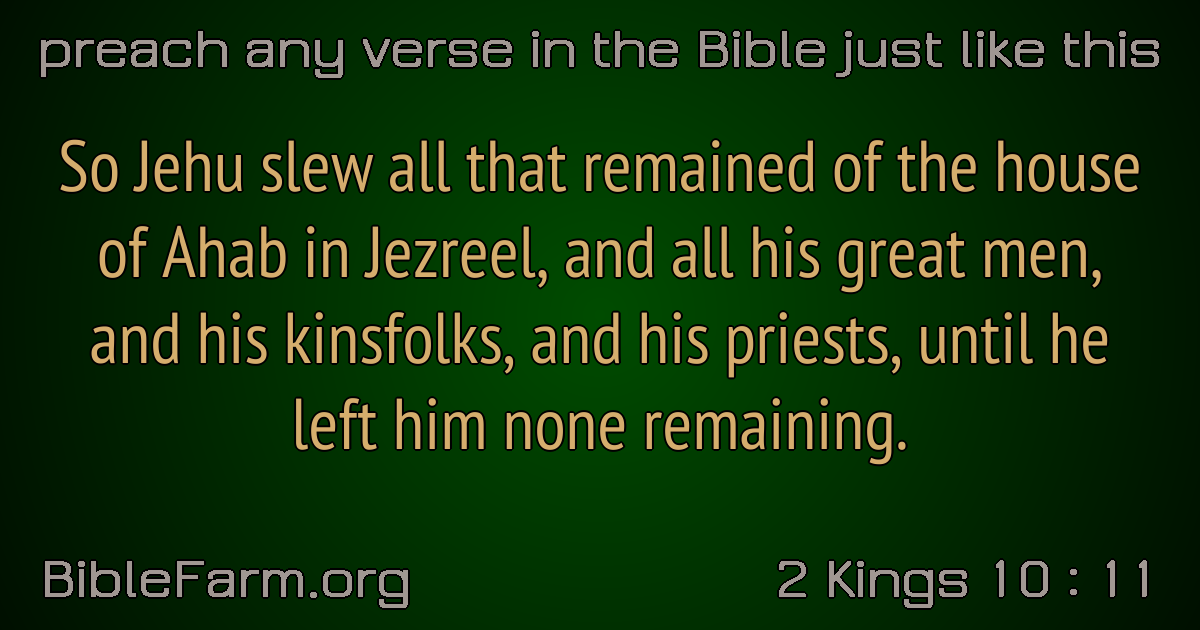 preach any verse in the Bible just like this
So Jehu slew all that remained of the house
of Ahab in Jezreel, and all his great men,
and his kinsfolks, and his priests, until he
left him none remaining.
BibleFarm.org
2 Kings 10 : 11